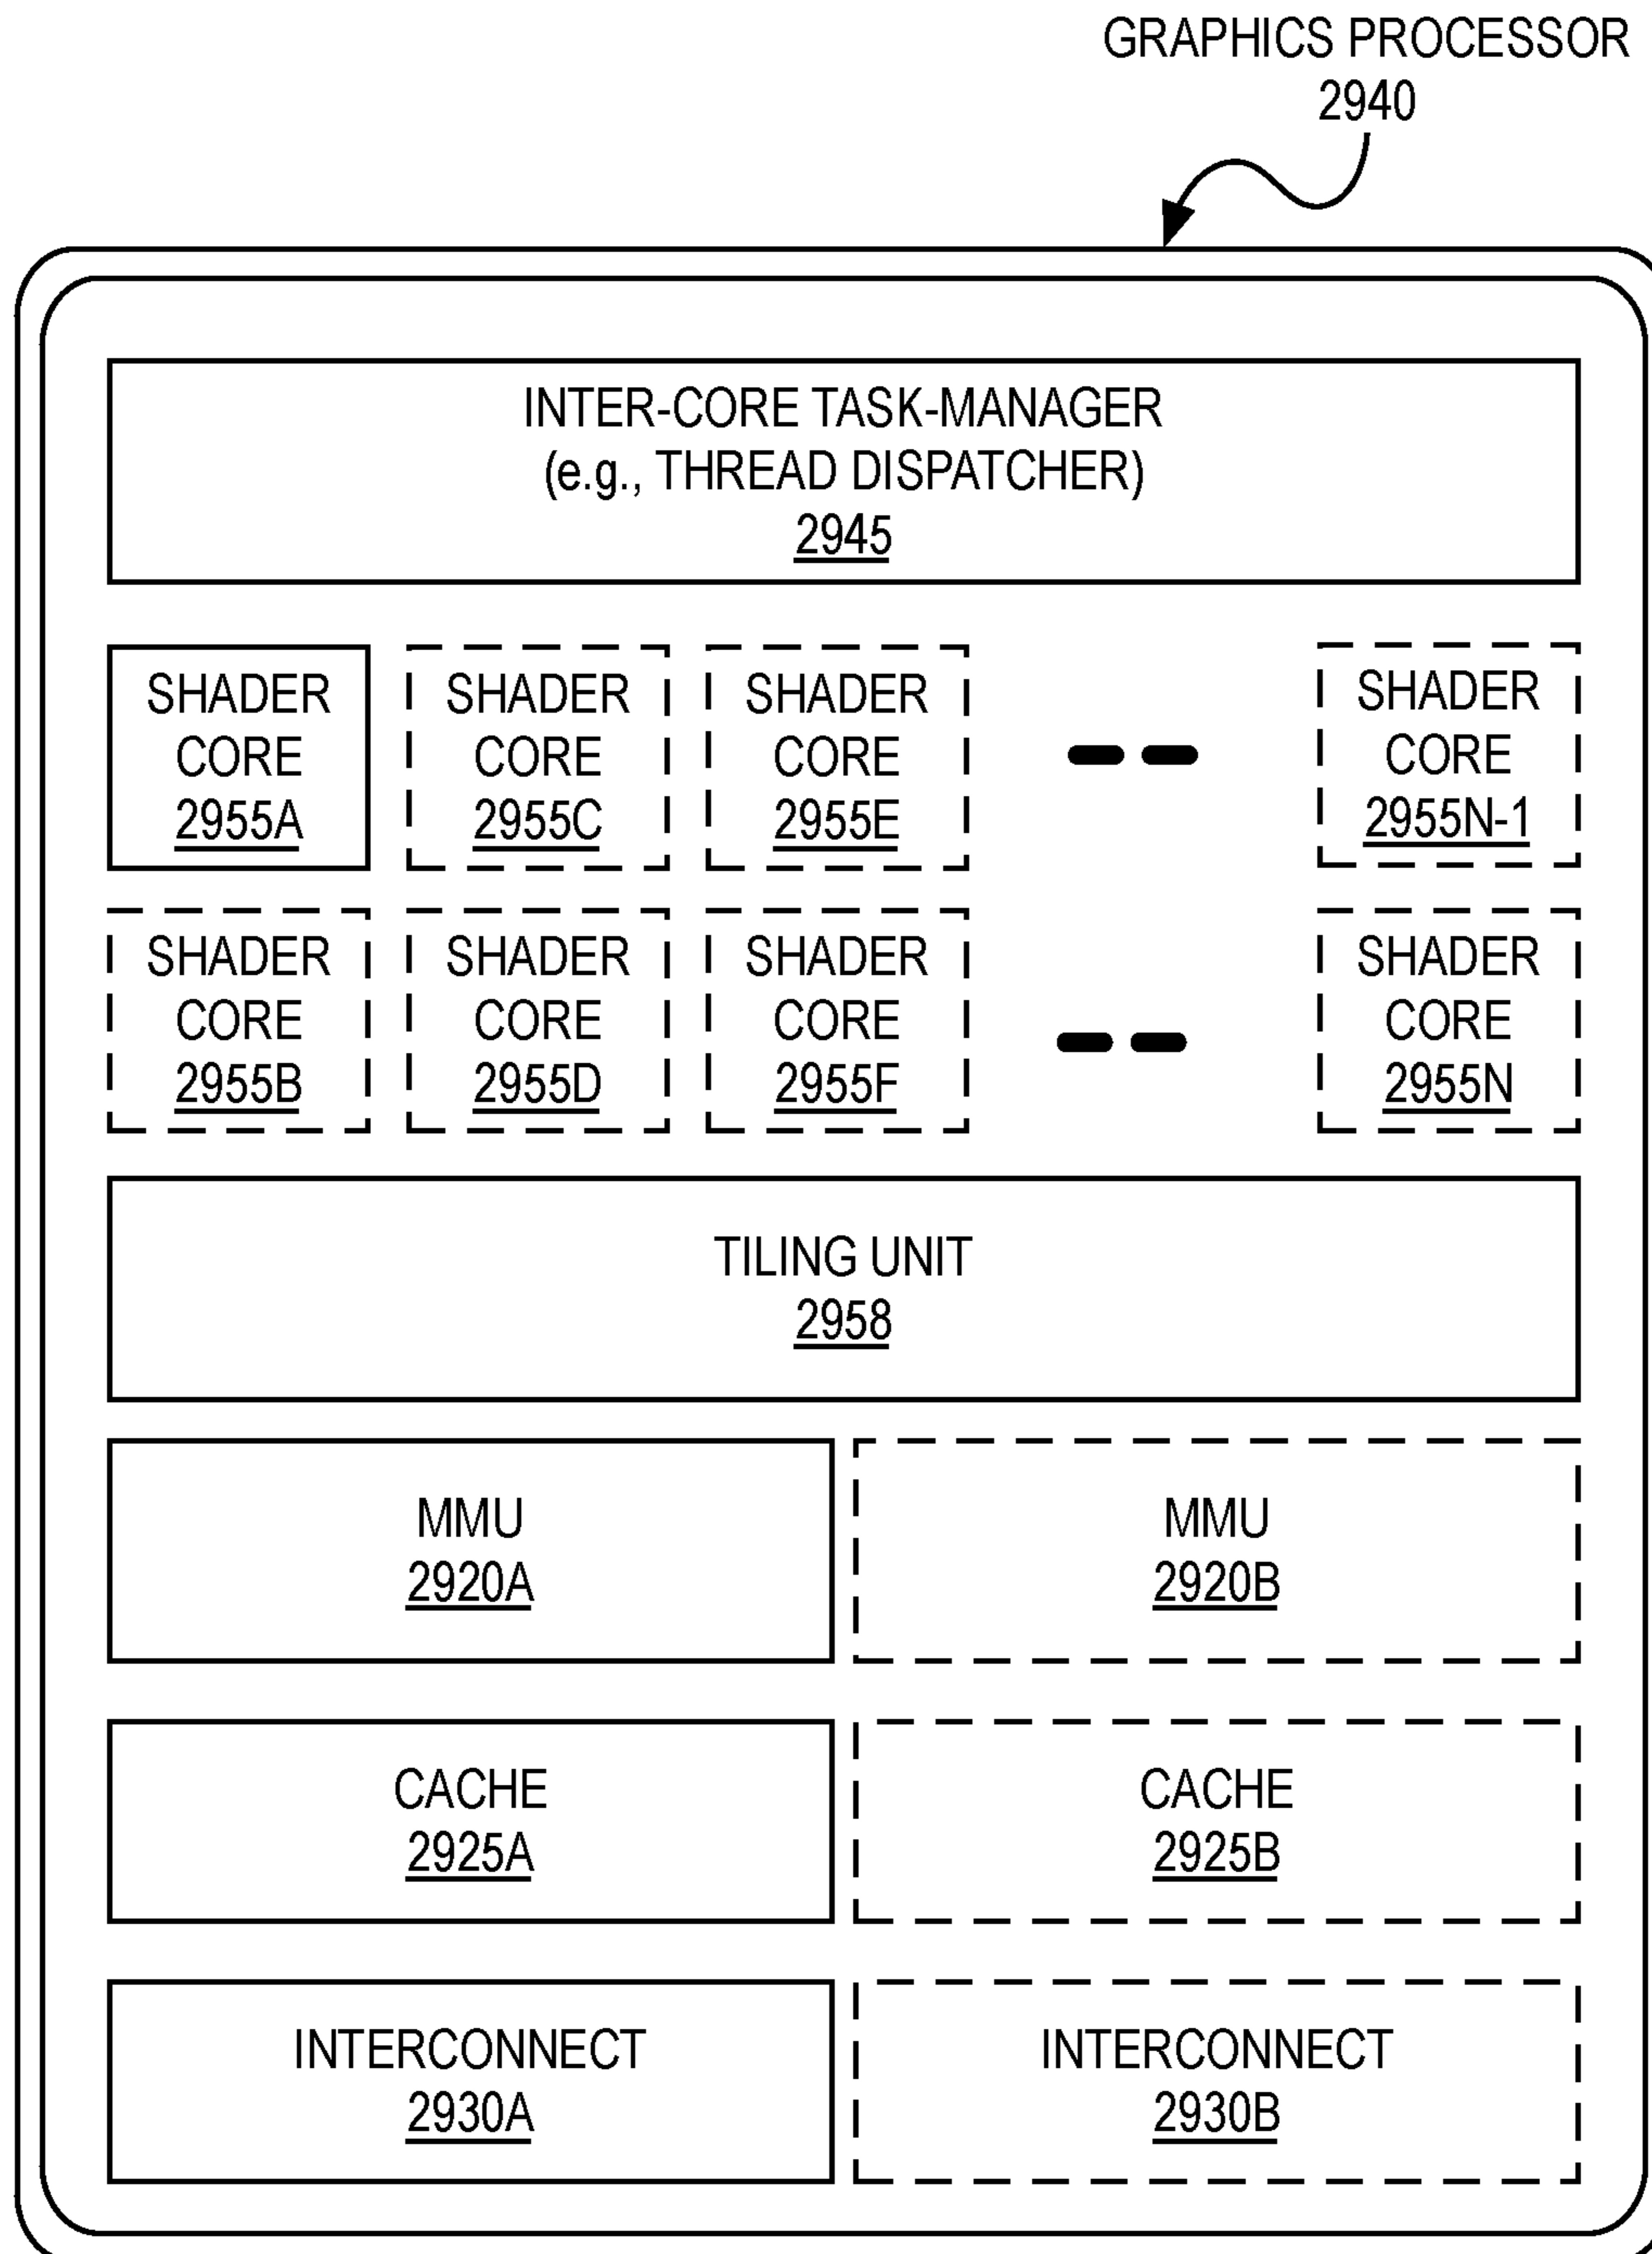 GRAPHICS PROCESSOR
2940
INTER-CORE TASK-MANAGER
(e.g., THREAD DISPATCHER)
2945
SHADER
CORE
2955A
SHADER
CORE
2955C
SHADER
CORE
2955E
SHADER
CORE
2955N-1
SHADER
CORE
2955B
SHADER
CORE
2955D
SHADER
CORE
2955F
SHADER
CORE
2955N
TILING UNIT
2958
MMU
2920A
MMU
2920B
CACHE
2925A
CACHE
2925B
INTERCONNECT
2930A
INTERCONNECT
2930B